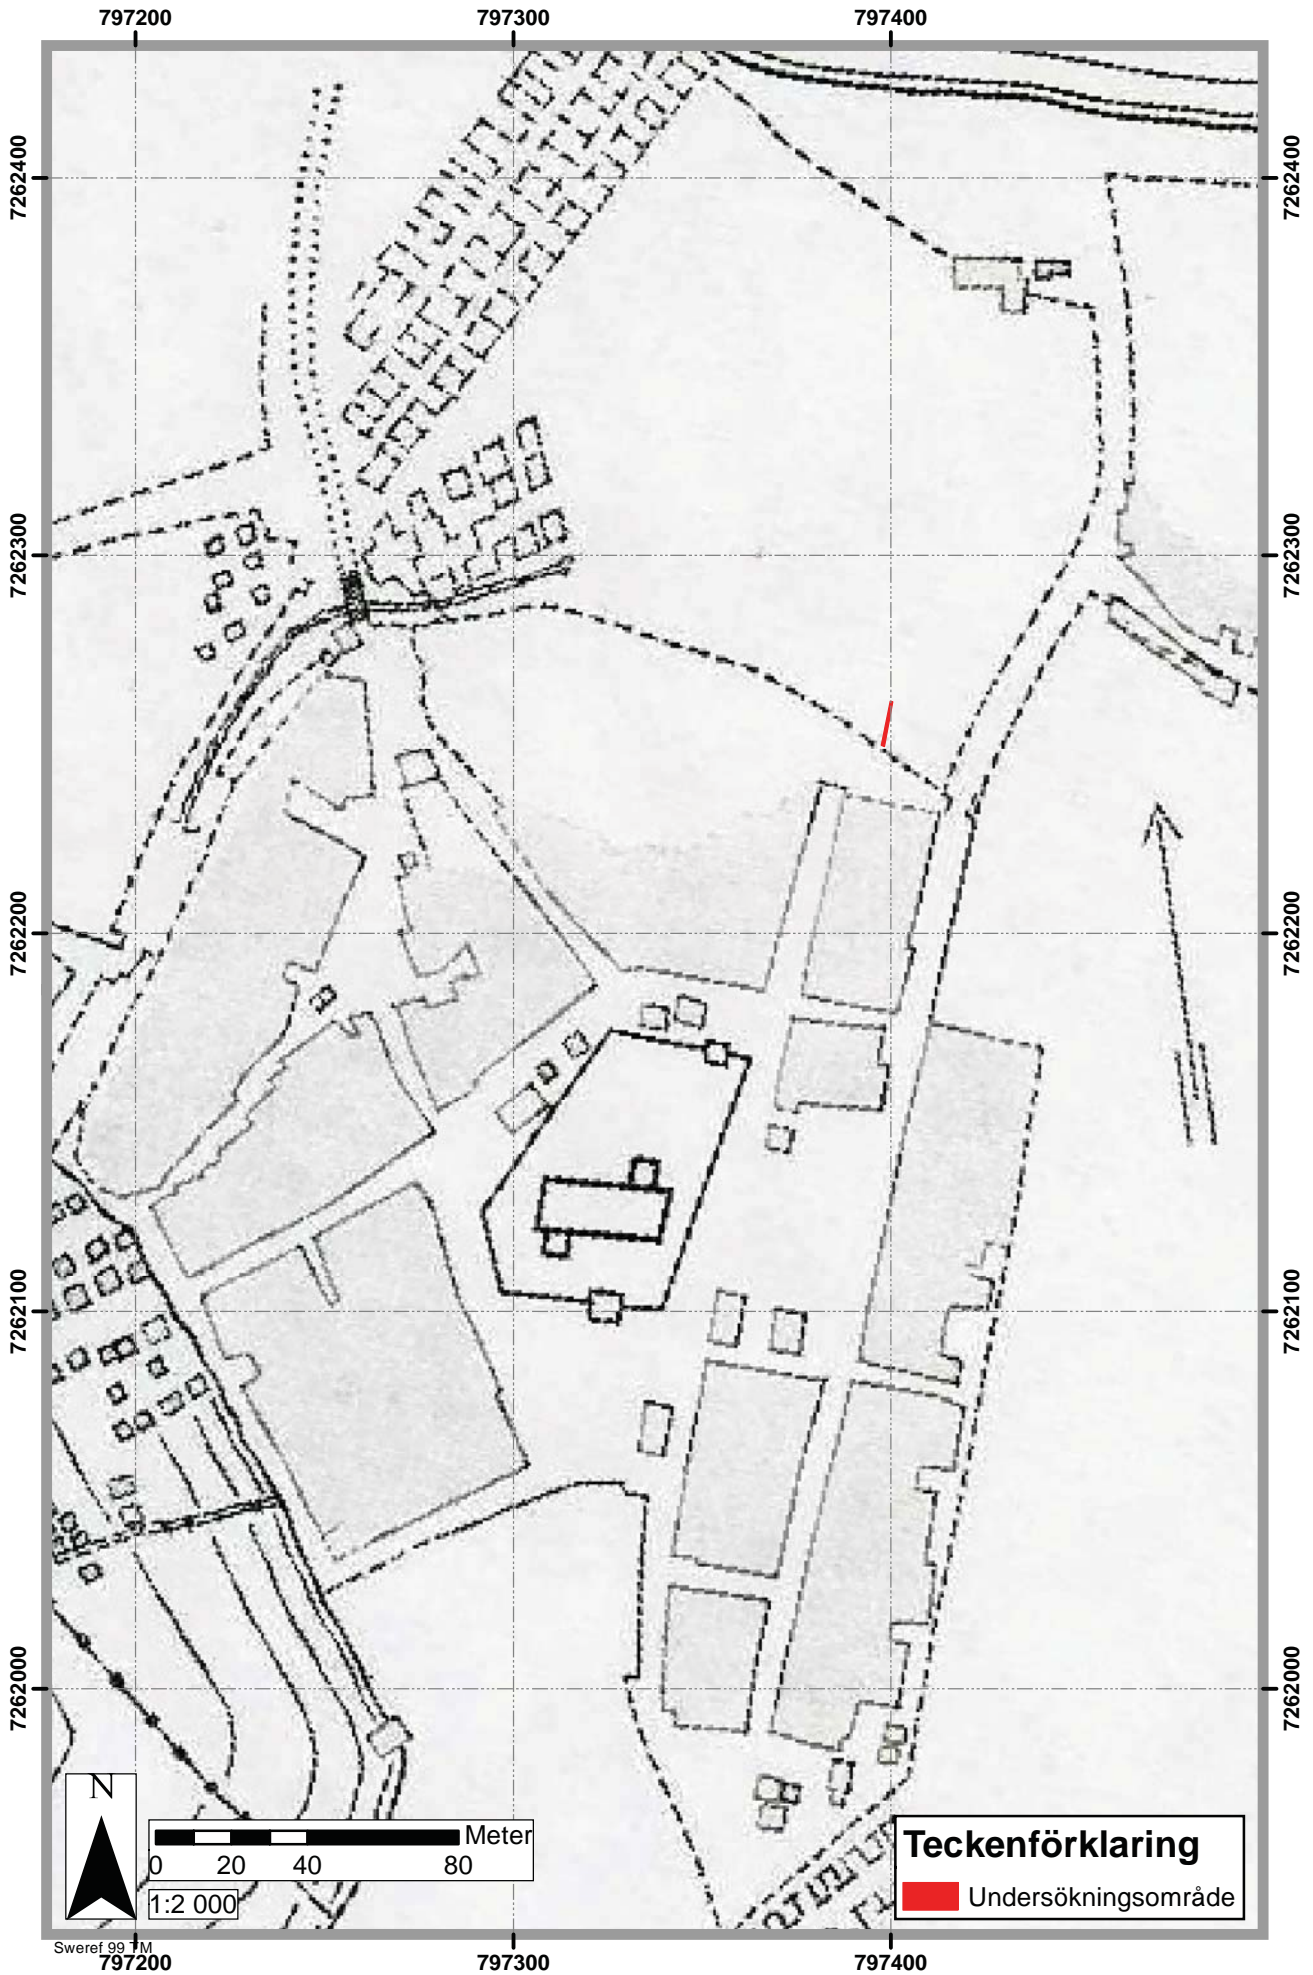 797200 797300 797400
7262400 7262400
7262300 7262300
7262200 7262200
7262100 7262100
7262000 7262000
N
Meter
0 20 40 80
1:2 000
Teckenförklaring
Undersökningsområde
Sweref 99 TM
797200 797300 797400